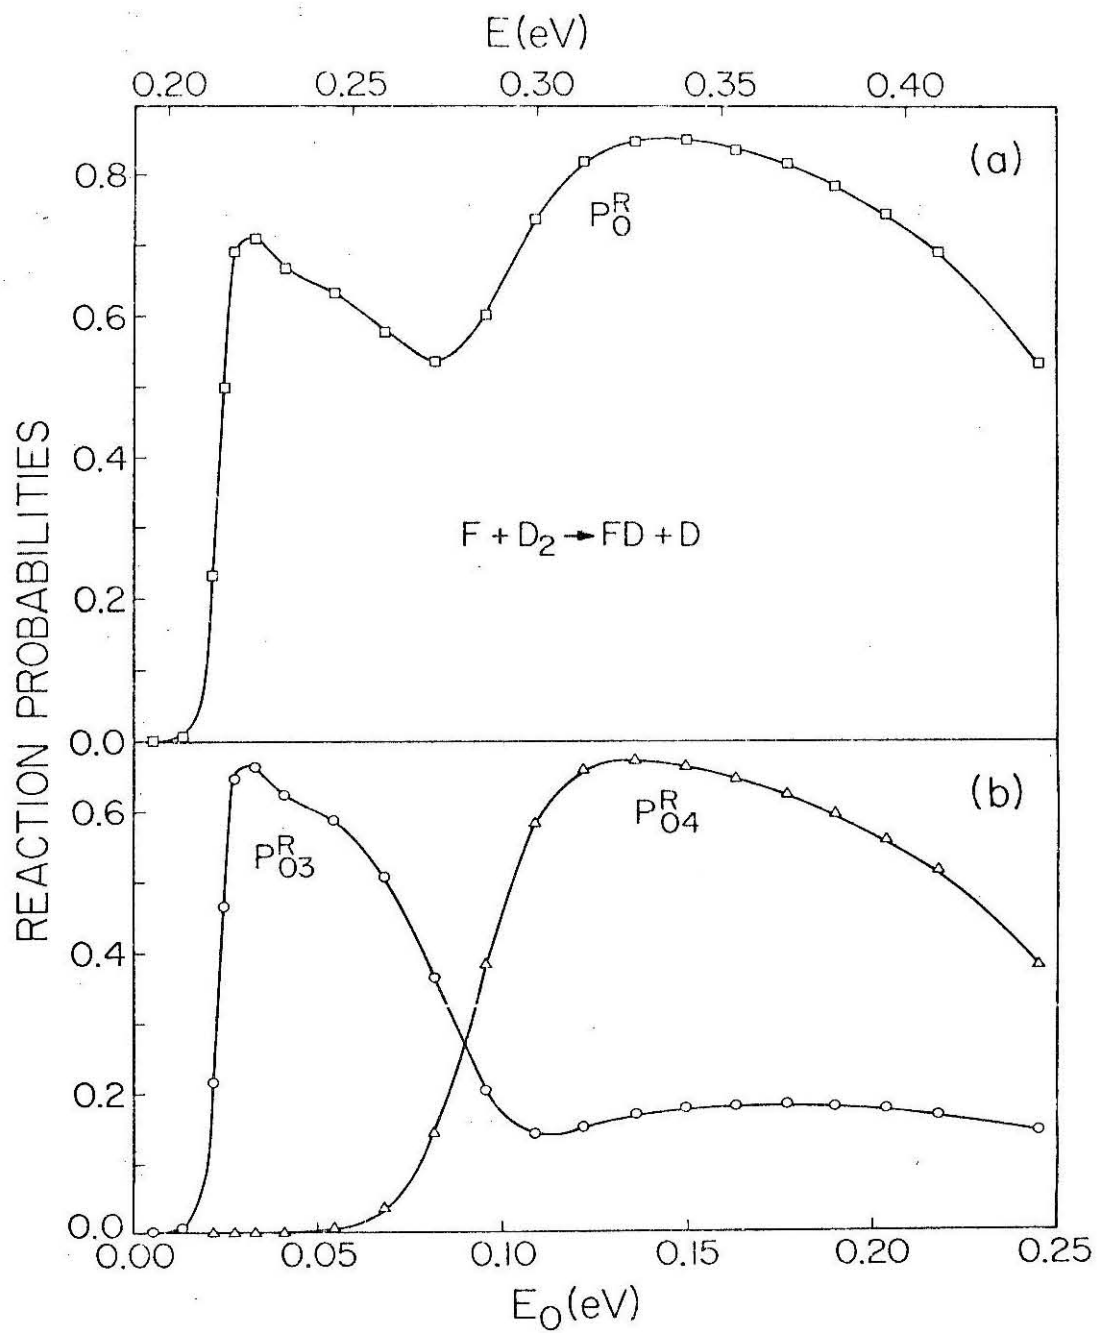 E(eV)
0.20 0.25 0.30 0.35 0.40
(a)
0.8
P₀ᴿ
0.6
0.4
F + D₂ → FD + D
0.2
0.0
REACTION PROBABILITIES
(b)
0.6
P₀₃ᴿ
P₀₄ᴿ
0.4
0.2
0.0
0.00 0.05 0.10 0.15 0.20 0.25
E₀(eV)